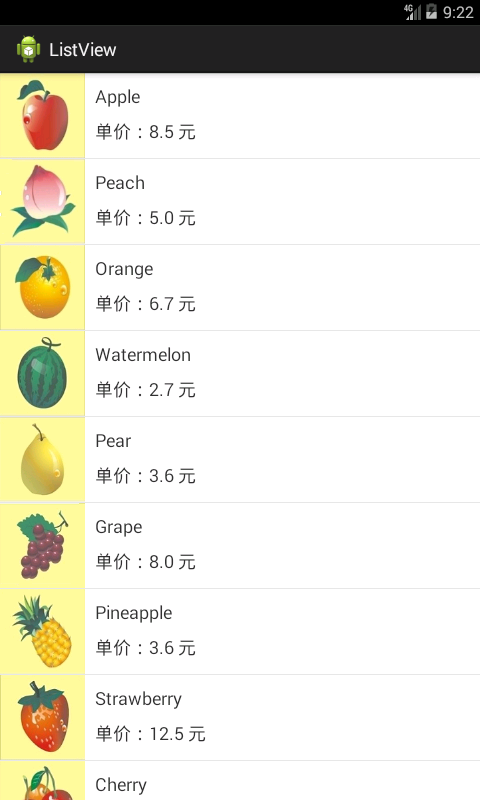 4G 9:22
ListView
Apple
单价：8.5 元
Peach
单价：5.0 元
Orange
单价：6.7 元
Watermelon
单价：2.7 元
Pear
单价：3.6 元
Grape
单价：8.0 元
Pineapple
单价：3.6 元
Strawberry
单价：12.5 元
Cherry